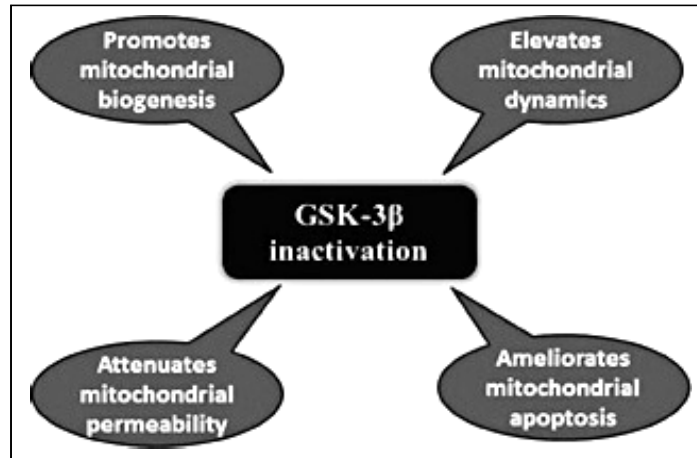 Promotes
mitochondrial
biogenesis
Elevates
mitochondrial
dynamics
GSK-3β
inactivation
Attenuates
mitochondrial
permeability
Ameliorates
mitochondrial
apoptosis